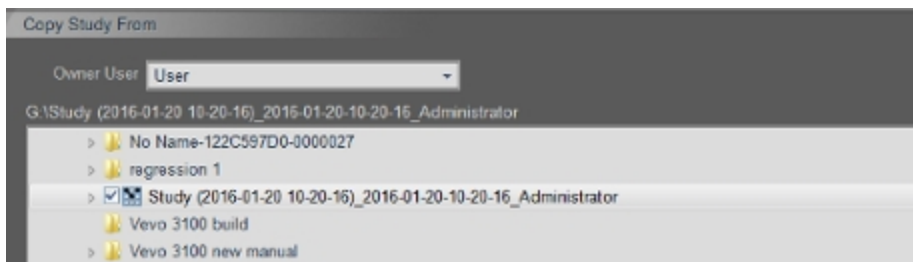 Copy Study From
Owner User User
G:\Study (2016-01-20 10-20-16)_2016-01-20-10-20-16_Administrator
No Name-122C597D0-0000027
regression 1
Study (2016-01-20 10-20-16)_2016-01-20-10-20-16_Administrator
Vevo 3100 build
Vevo 3100 new manual